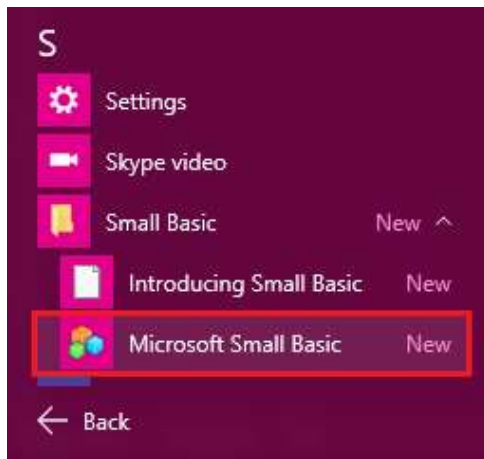 S
Settings
Skype video
Small Basic New
Introducing Small Basic New
Microsoft Small Basic New
Back